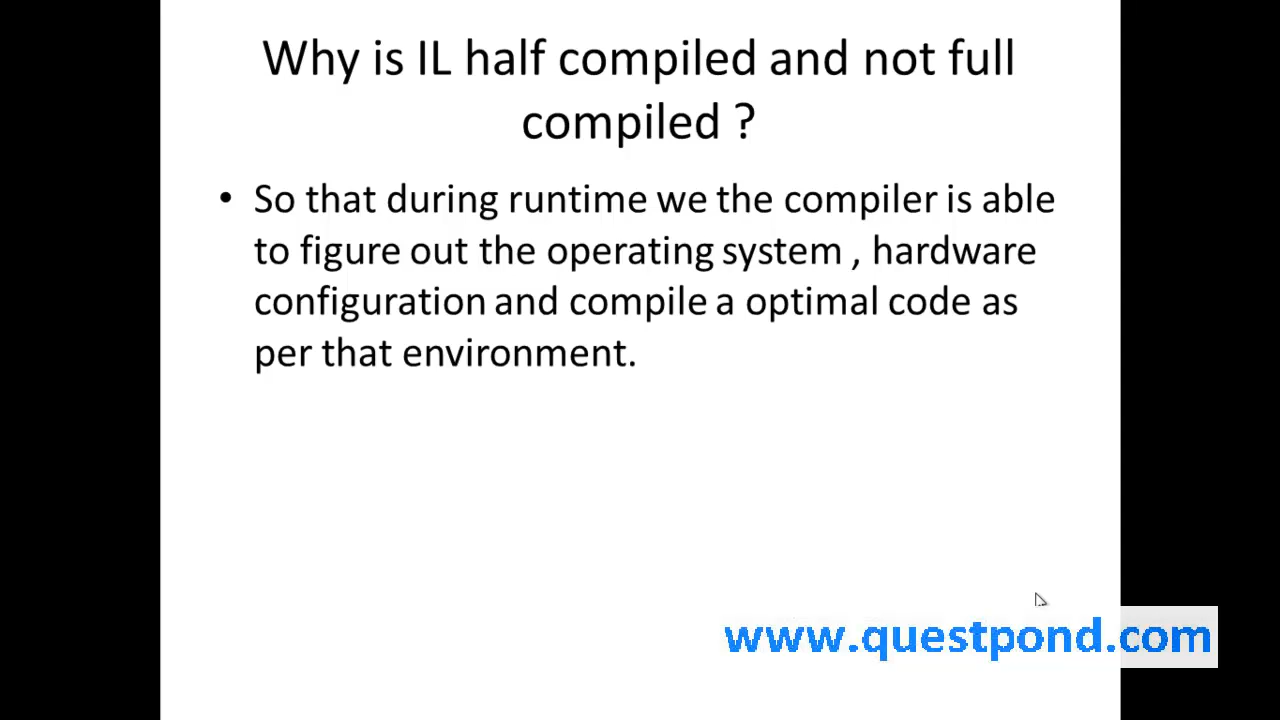 Why is IL half compiled and not full
compiled ?
• So that during runtime we the compiler is able
to figure out the operating system , hardware
configuration and compile a optimal code as
per that environment.
www.questpond.com